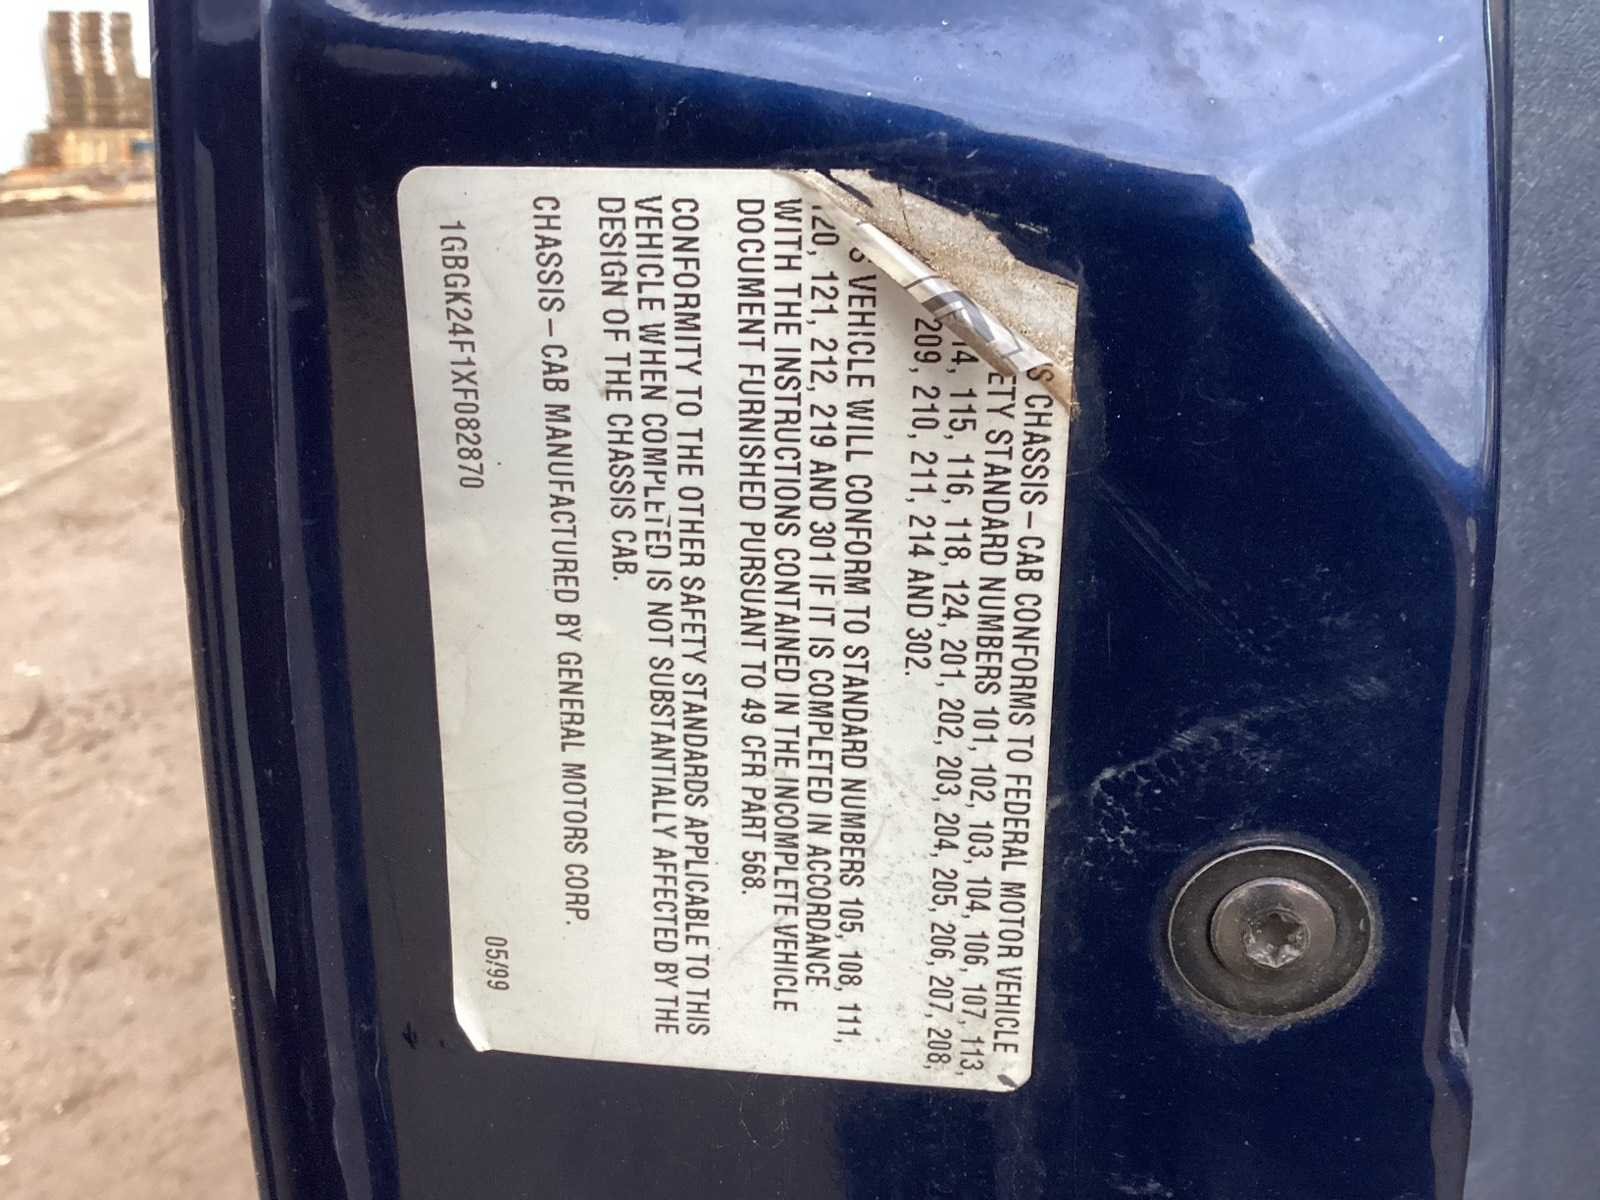 CHASSIS-CAB CONFORMS TO FEDERAL MOTOR VEHICLE
STANDARD NUMBERS 101, 102, 103, 104, 106, 107, 113,
115, 116, 118, 124, 201, 202, 203, 204, 205, 206, 207, 208,
209, 210, 211, 214 AND 302.
VEHICLE WILL CONFORM TO STANDARD NUMBERS 105, 108, 111,
120, 121, 212, 219 AND 301 IF IT IS COMPLETED IN ACCORDANCE
WITH THE INSTRUCTIONS CONTAINED IN THE INCOMPLETE VEHICLE
DOCUMENT FURNISHED PURSUANT TO 49 CFR PART 568.
CONFORMITY TO THE OTHER SAFETY STANDARDS APPLICABLE TO THIS
VEHICLE WHEN COMPLETED IS NOT SUBSTANTIALLY AFFECTED BY THE
DESIGN OF THE CHASSIS CAB.
CHASSIS-CAB MANUFACTURED BY GENERAL MOTORS CORP.
05/99
1GBGK24F1XF082870